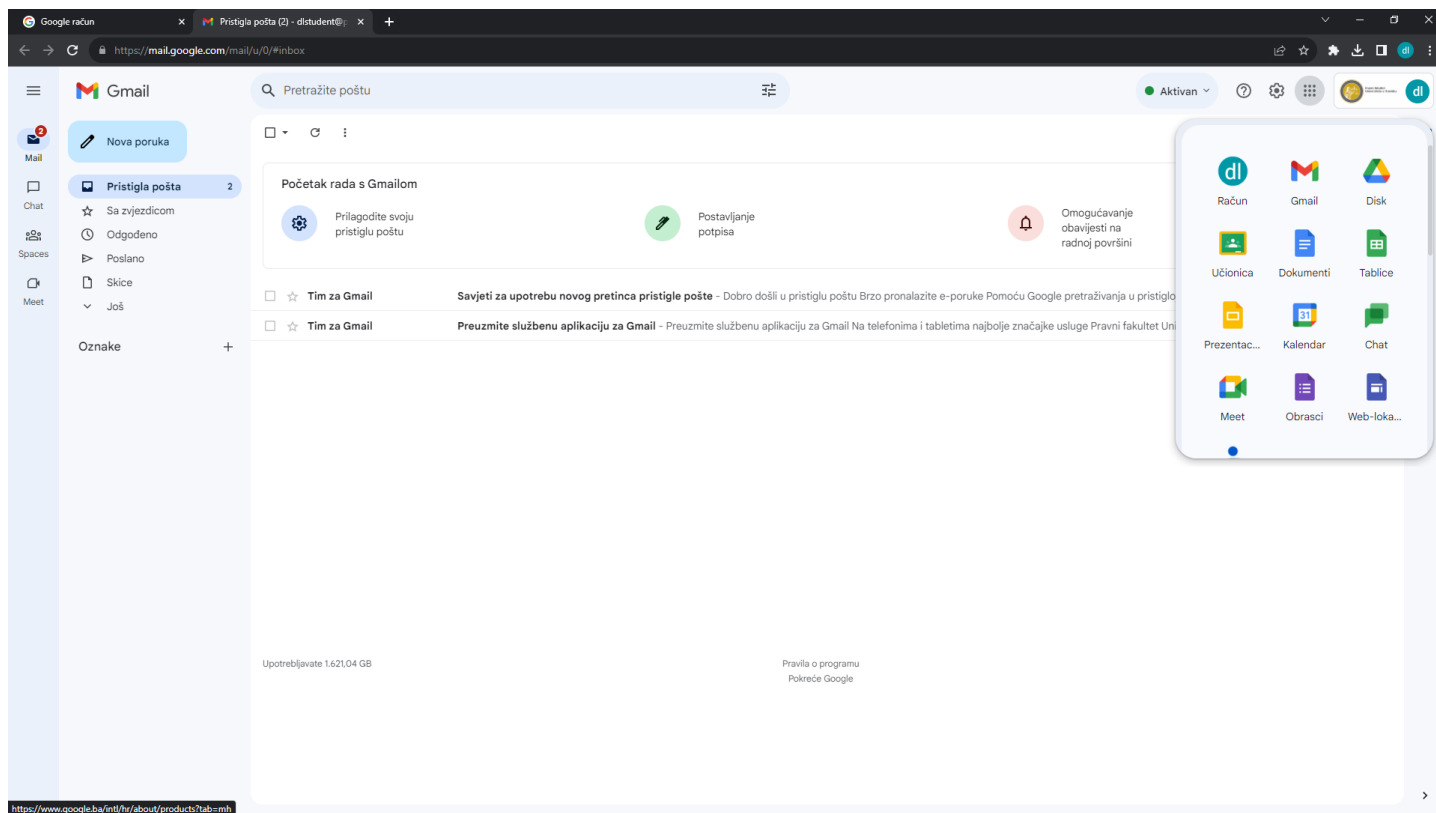 Google račun
Pristigla pošta (2) - dlstudent@p
https://mail.google.com/mail/u/0/#inbox
dl
Gmail
Pretražite poštu
Aktivan
dl
2
Mail
Chat
Spaces
Meet
Nova poruka
Pristigla pošta 2
Sa zvjezdicom
Odgođeno
Poslano
Skice
Još
Oznake
Početak rada s Gmailom
Prilagodite svoju
pristiglu poštu
Postavljanje
potpisa
Omogućavanje
obavijesti na
radnoj površini
Tim za Gmail Savjeti za upotrebu novog pretinca pristigle pošte - Dobro došli u pristiglu poštu Brzo pronalazite e-poruke Pomoću Google pretraživanja u pristiglo
Tim za Gmail Preuzmite službenu aplikaciju za Gmail - Preuzmite službenu aplikaciju za Gmail Na telefonima i tabletima najbolje značajke usluge Pravni fakultet Uni
dl
Račun Gmail Disk
Učionica Dokumenti Tablice
31
Prezentac... Kalendar Chat
Meet Obrasci Web-loka...
Upotrebljavate 1.621,04 GB
Pravila o programu
Pokreće Google
https://www.google.ba/intl/hr/about/products?tab=mh